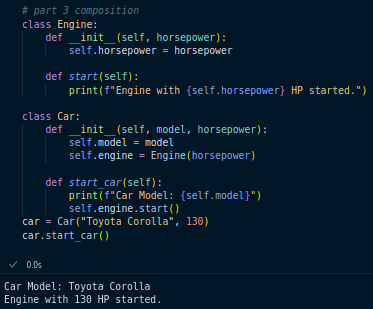 # part 3 composition
class Engine:
    def __init__(self, horsepower):
        self.horsepower = horsepower

    def start(self):
        print(f"Engine with {self.horsepower} HP started.")

class Car:
    def __init__(self, model, horsepower):
        self.model = model
        self.engine = Engine(horsepower)

    def start_car(self):
        print(f"Car Model: {self.model}")
        self.engine.start()
car = Car("Toyota Corolla", 130)
car.start_car()
0.0s
Car Model: Toyota Corolla
Engine with 130 HP started.